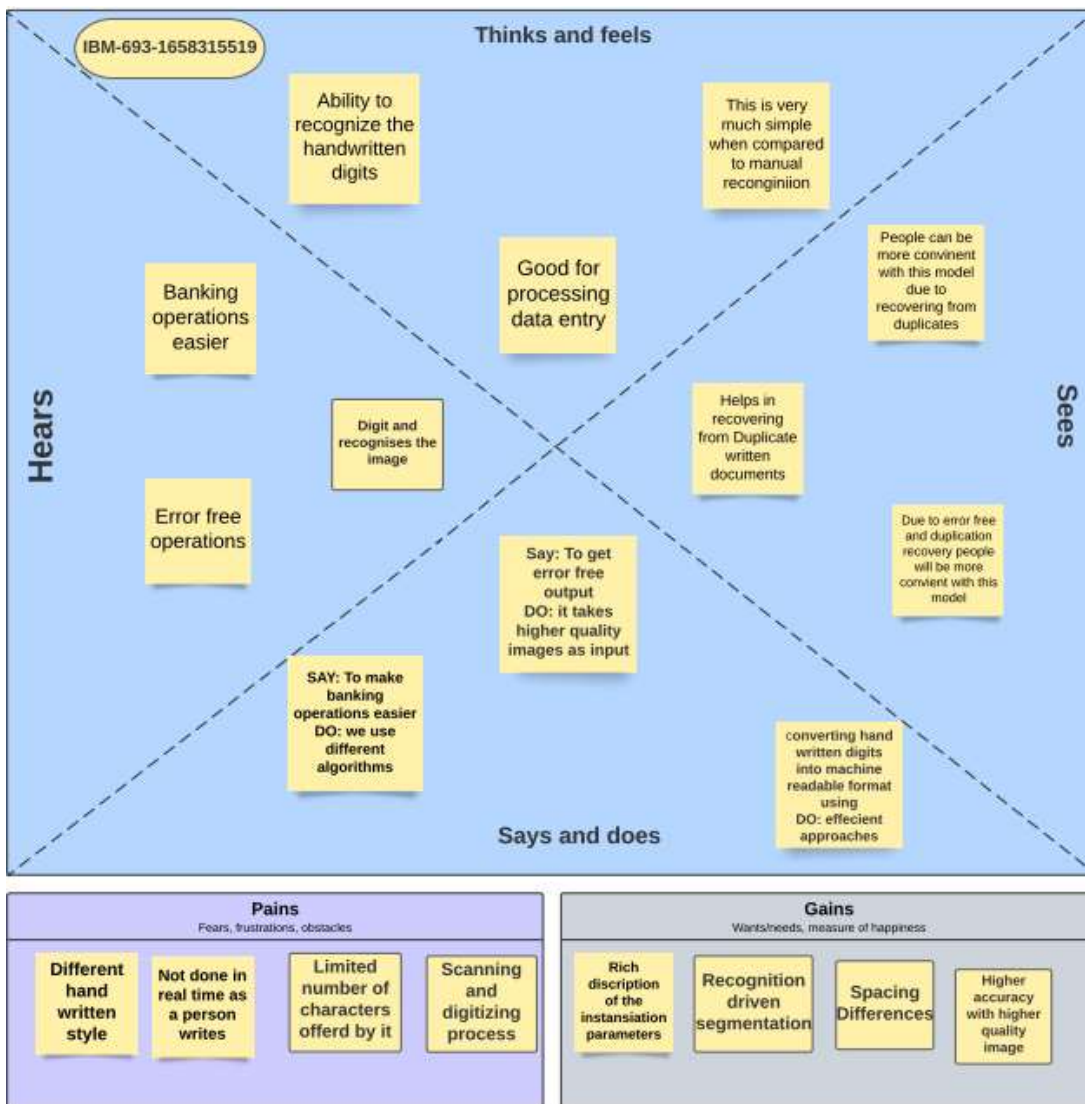 IBM-693-1658315519
Thinks and feels
Ability to
recognize the
handwritten
digits
This is very
much simple
when compared
to manual
reconginiion
Good for
processing
data entry
Hears
Banking
operations
easier
Digit and
recognises the
image
Error free
operations
Sees
People can be
more convinent
with this model
due to
recovering from
duplicates
Helps in
recovering
from Duplicate
written
documents
Due to error free
and duplication
recovery people
will be more
convient with this
model
Say: To get
error free
output
DO: it takes
higher quality
images as input
SAY: To make
banking
operations easier
DO: we use
different
algorithms
converting hand
written digits
into machine
readable format
using
DO: effecient
approaches
Says and does
Pains
Fears, frustrations, obstacles
Different
hand
written
style
Not done in
real time as
a person
writes
Limited
number of
characters
offerd by it
Scanning
and
digitizing
process
Gains
Wants/needs, measure of happiness
Rich
discription
of the
instansiation
parameters
Recognition
driven
segmentation
Spacing
Differences
Higher
accuracy
with higher
quality
image